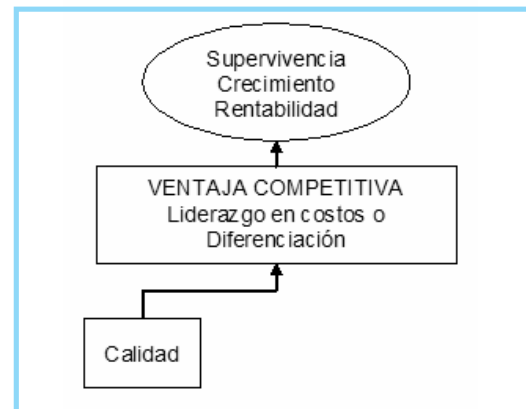 Supervivencia
Crecimiento
Rentabilidad
VENTAJA COMPETITIVA
Liderazgo en costos o
Diferenciación
Calidad